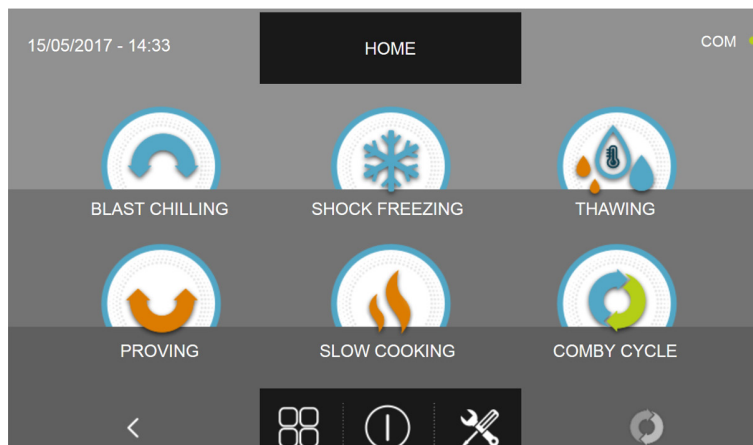 15/05/2017 - 14:33
HOME
COM
BLAST CHILLING
SHOCK FREEZING
THAWING
PROVING
SLOW COOKING
COMBY CYCLE